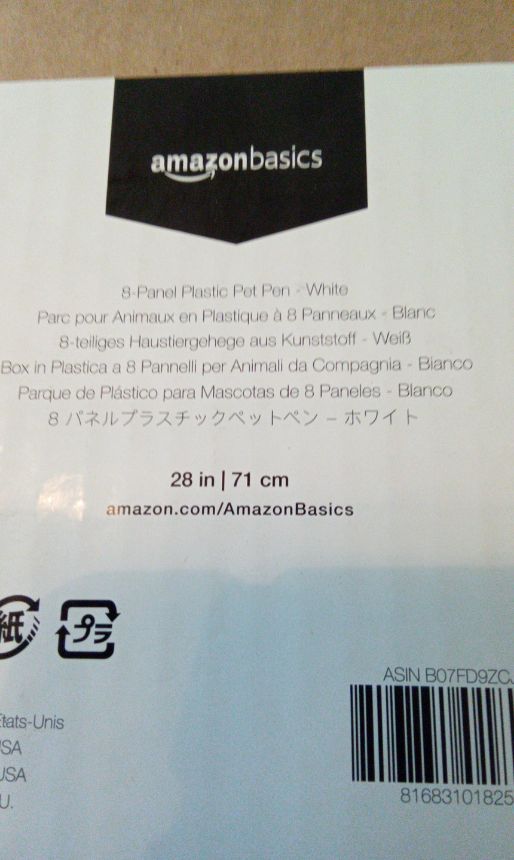 amazonbasics
8-Panel Plastic Pet Pen - White
Parc pour Animaux en Plastique à 8 Panneaux - Blanc
8-teiliges Haustiergehege aus Kunststoff - Weiß
Box in Plastica a 8 Pannelli per Animali da Compagnia - Bianco
Parque de Plástico para Mascotas de 8 Paneles - Blanco
8 パネルプラスチックペットペン – ホワイト
28 in | 71 cm
amazon.com/AmazonBasics
紙
プラ
ASIN B07FD9ZC
États-Unis
USA
USA
U.
81683101825